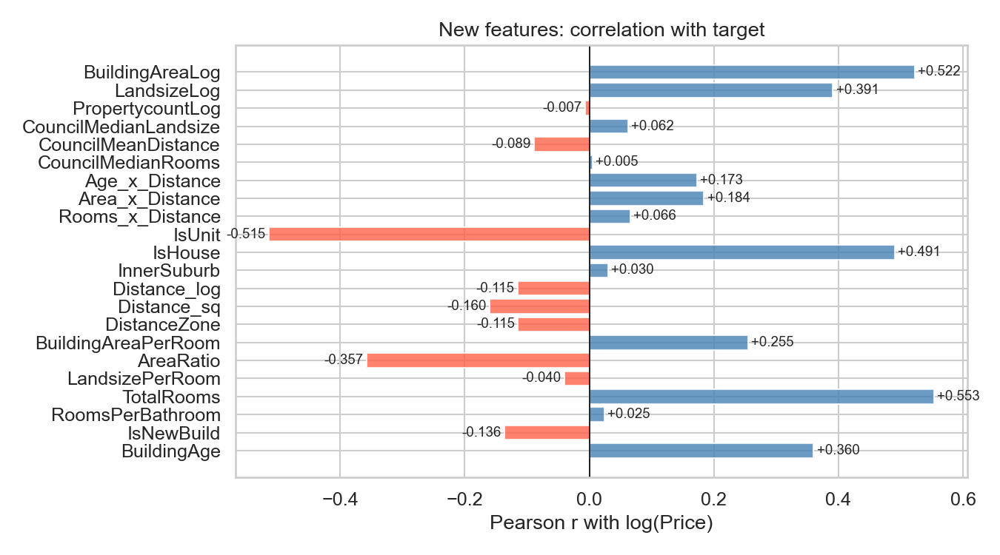 New features: correlation with target
BuildingAreaLog +0.522
LandsizeLog +0.391
PropertycountLog -0.007
CouncilMedianLandsize +0.062
CouncilMeanDistance -0.089
CouncilMedianRooms +0.005
Age_x_Distance +0.173
Area_x_Distance +0.184
Rooms_x_Distance +0.066
IsUnit -0.515
IsHouse +0.491
InnerSuburb +0.030
Distance_log -0.115
Distance_sq -0.160
DistanceZone -0.115
BuildingAreaPerRoom +0.255
AreaRatio -0.357
LandsizePerRoom -0.040
TotalRooms +0.553
RoomsPerBathroom +0.025
IsNewBuild -0.136
BuildingAge +0.360
−0.4 −0.2 0.0 0.2 0.4 0.6
Pearson r with log(Price)